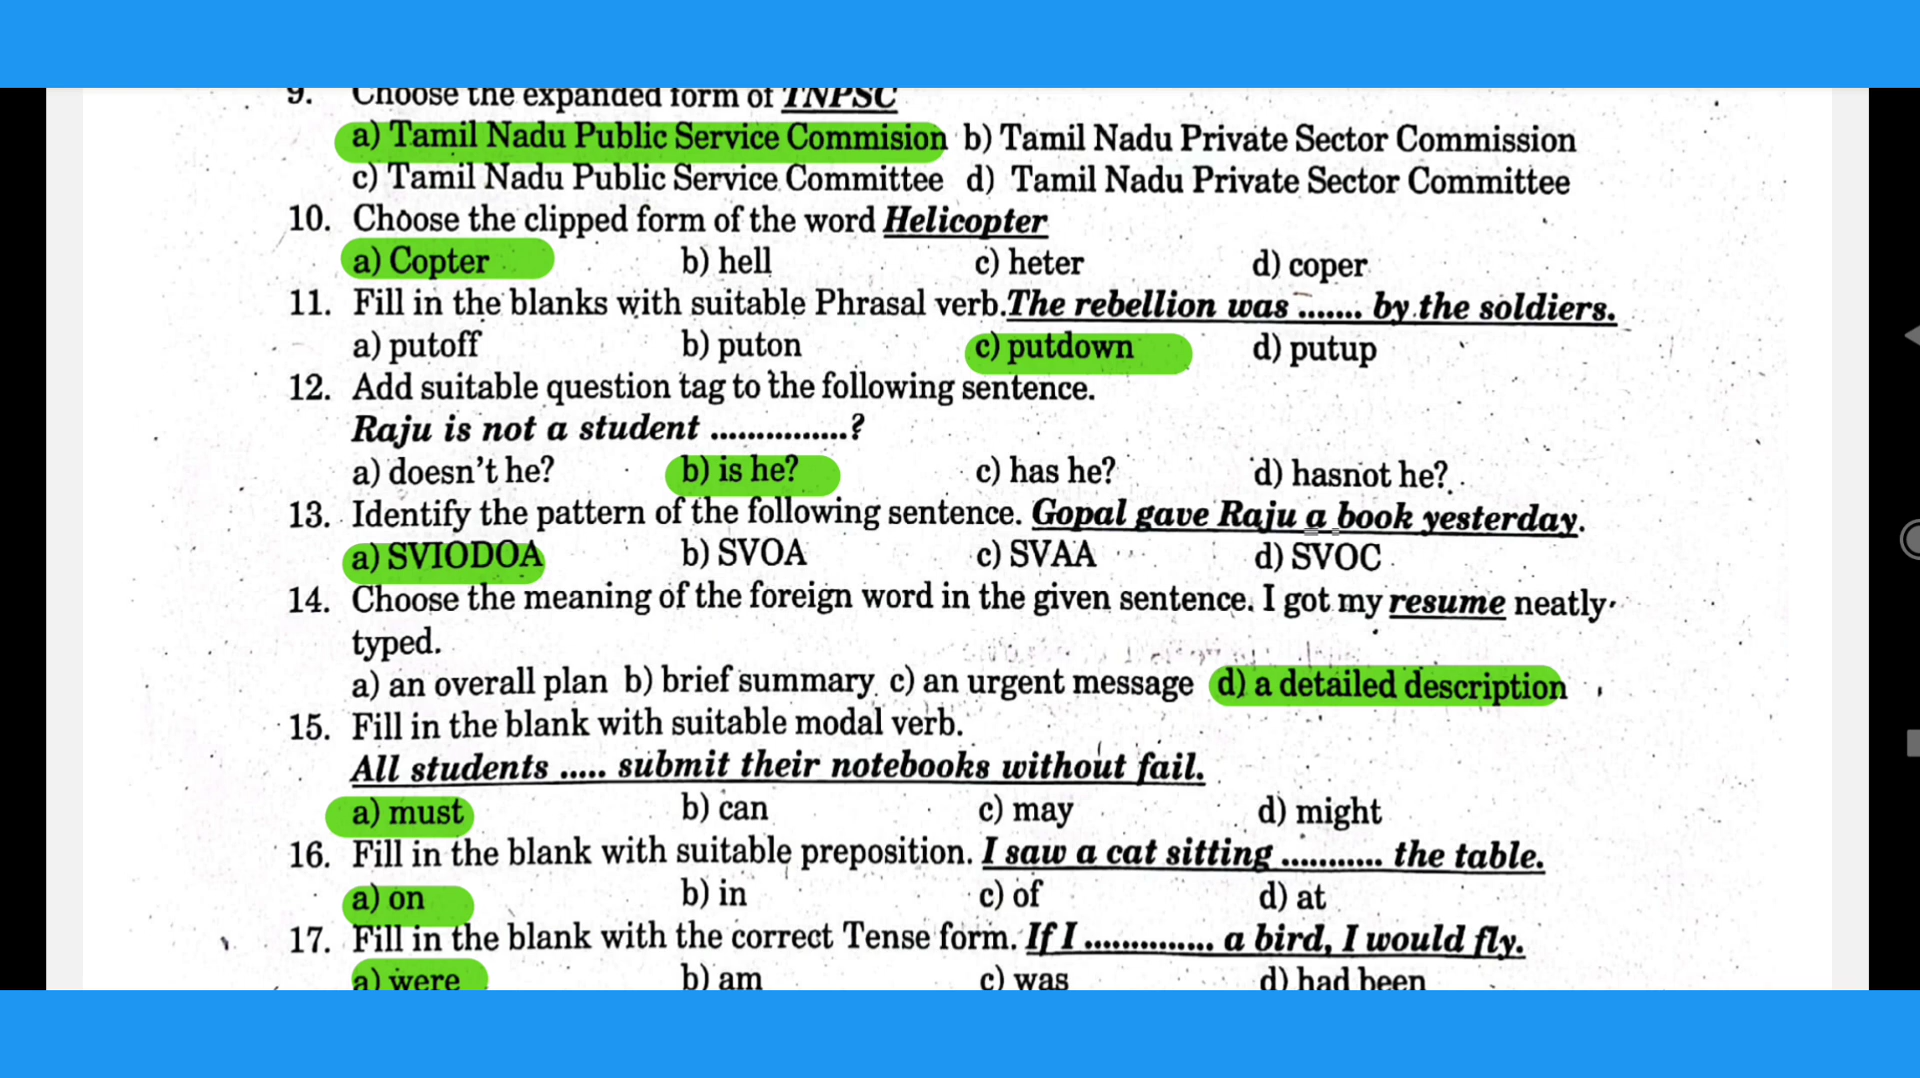 9. Choose the expanded form of TNPSC
a) Tamil Nadu Public Service Commision b) Tamil Nadu Private Sector Commission
c) Tamil Nadu Public Service Committee d) Tamil Nadu Private Sector Committee
10. Choose the clipped form of the word Helicopter
a) Copter b) hell c) heter d) coper
11. Fill in the blanks with suitable Phrasal verb.The rebellion was ....... by the soldiers.
a) putoff b) puton c) putdown d) putup
12. Add suitable question tag to the following sentence.
Raju is not a student ...............?
a) doesn't he? b) is he? c) has he? d) hasnot he?
13. Identify the pattern of the following sentence. Gopal gave Raju a book yesterday.
a) SVIODOA b) SVOA c) SVAA d) SVOC
14. Choose the meaning of the foreign word in the given sentence. I got my resume neatly
typed.
a) an overall plan b) brief summary c) an urgent message d) a detailed description
15. Fill in the blank with suitable modal verb.
All students ..... submit their notebooks without fail.
a) must b) can c) may d) might
16. Fill in the blank with suitable preposition. I saw a cat sitting ........... the table.
a) on b) in c) of d) at
17. Fill in the blank with the correct Tense form. If I .............. a bird, I would fly.
a) were b) am c) was d) had been